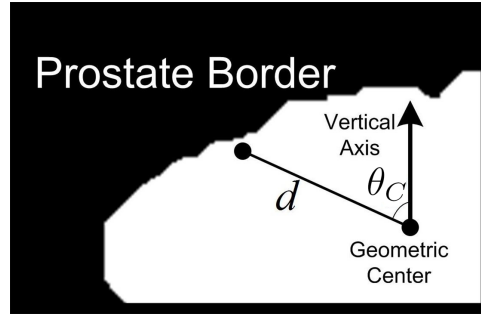 Prostate Border
Vertical
Axis
θC
d
Geometric
Center